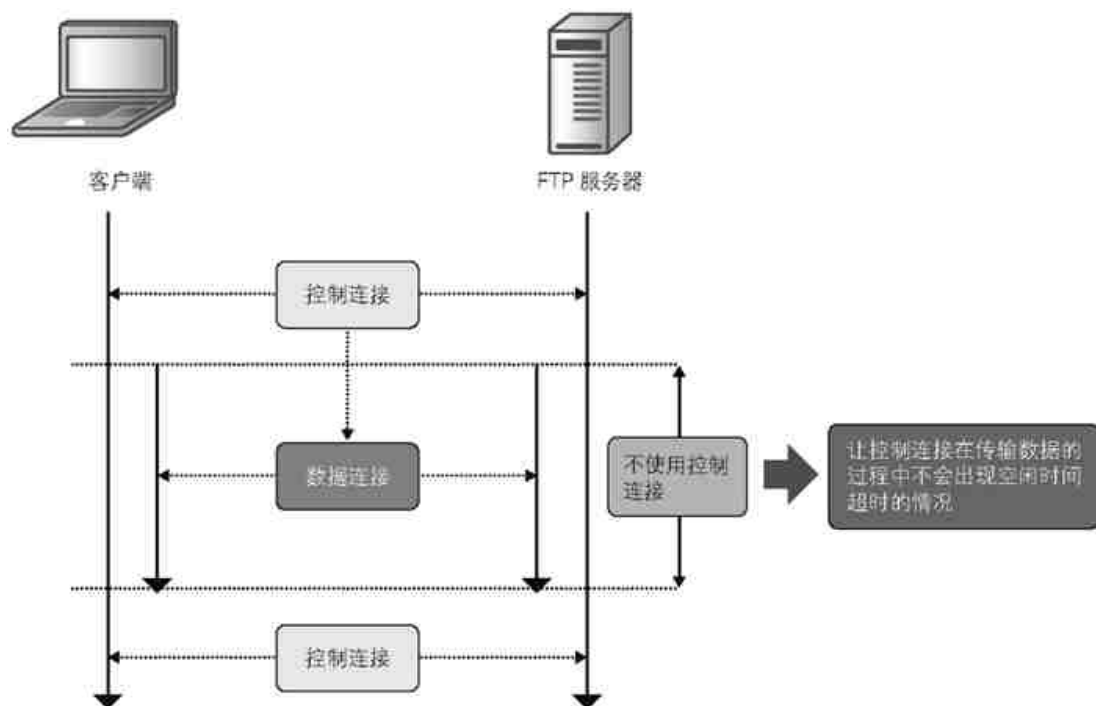 客户端
FTP 服务器
控制连接
数据连接
不使用控制
连接
让控制连接在传输数据的
过程中不会出现空闲时间
超时的情况
控制连接